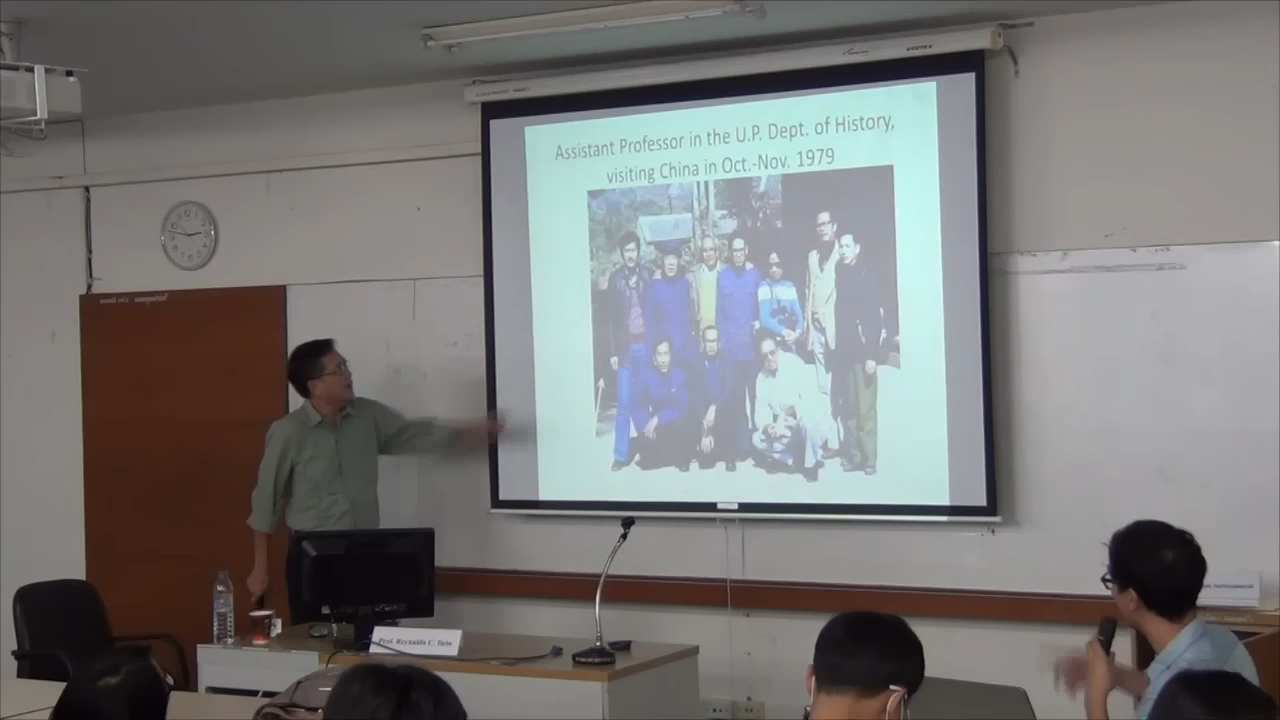 Assistant Professor in the U.P. Dept. of History,
visiting China in Oct.-Nov. 1979
Prof. Reynaldo C. Ileto